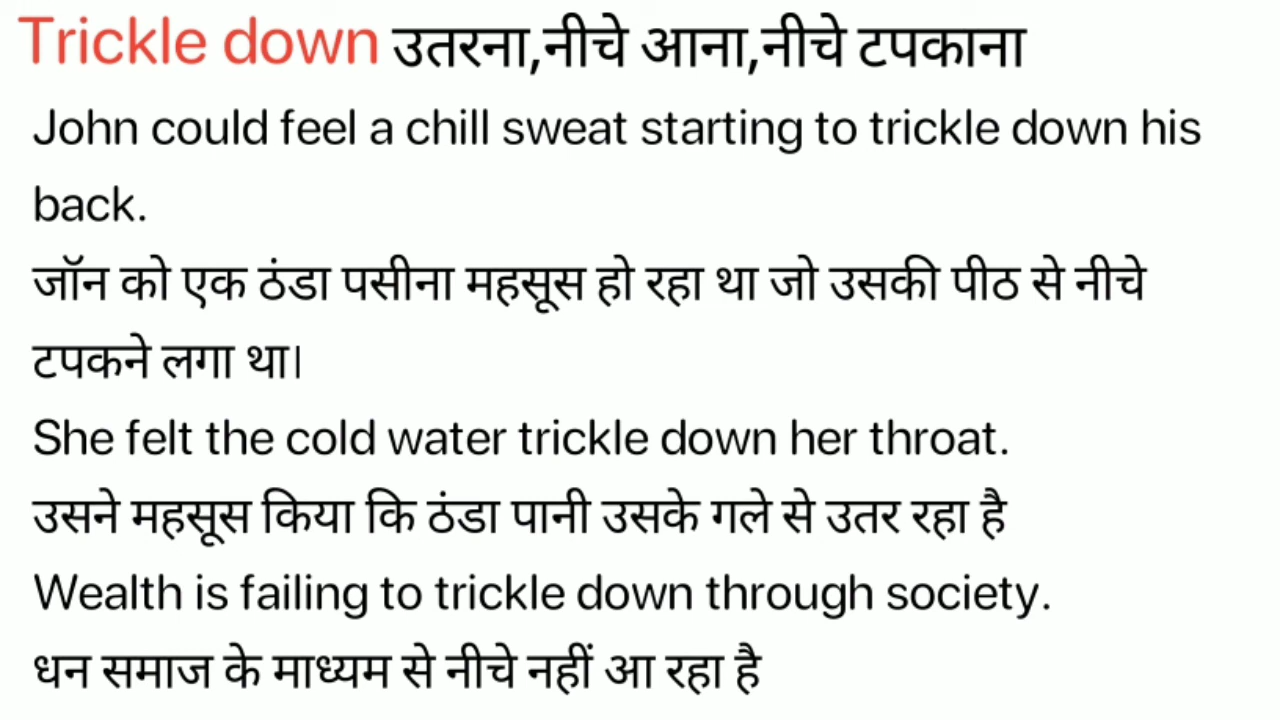 Trickle down उतरना,नीचे आना,नीचे टपकाना
John could feel a chill sweat starting to trickle down his
back.
जॉन को एक ठंडा पसीना महसूस हो रहा था जो उसकी पीठ से नीचे
टपकने लगा था।
She felt the cold water trickle down her throat.
उसने महसूस किया कि ठंडा पानी उसके गले से उतर रहा है
Wealth is failing to trickle down through society.
धन समाज के माध्यम से नीचे नहीं आ रहा है